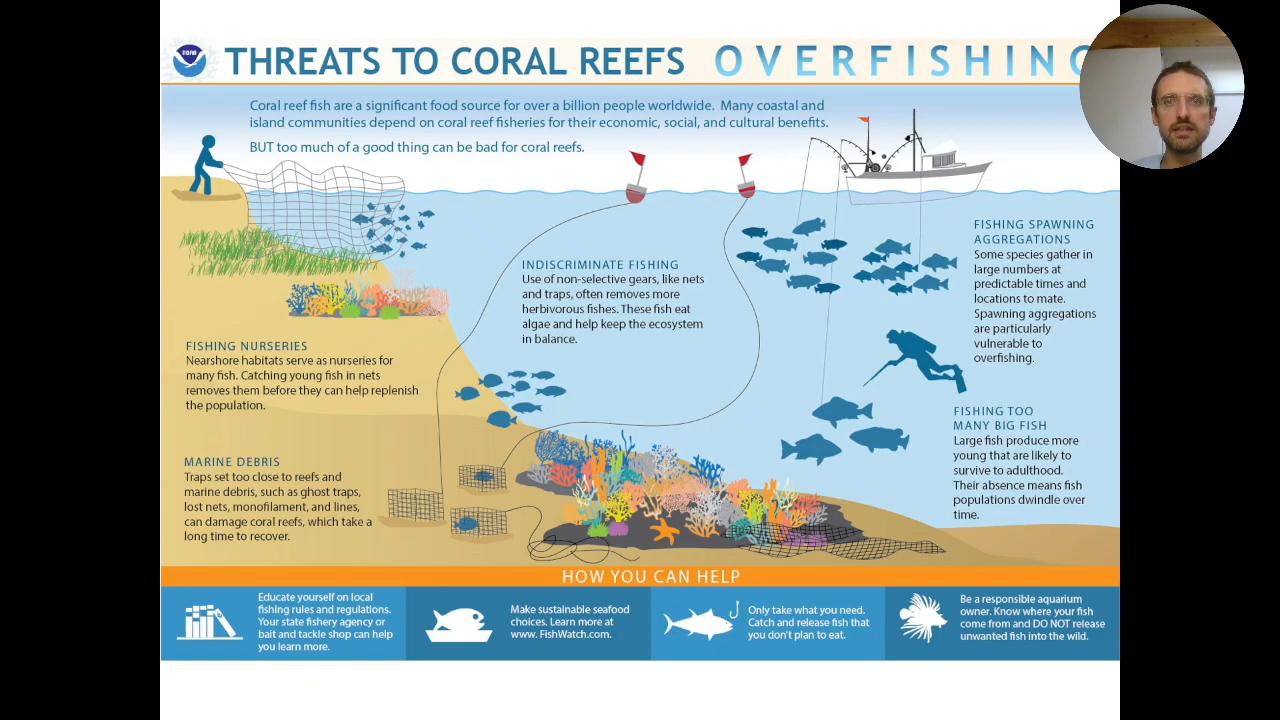 NOAA
THREATS TO CORAL REEFS OVERFISHING
Coral reef fish are a significant food source for over a billion people worldwide. Many coastal and
island communities depend on coral reef fisheries for their economic, social, and cultural benefits.
BUT too much of a good thing can be bad for coral reefs.
FISHING SPAWNING
AGGREGATIONS
Some species gather in
large numbers at
predictable times and
locations to mate.
Spawning aggregations
are particularly
vulnerable to
overfishing.
INDISCRIMINATE FISHING
Use of non-selective gears, like nets
and traps, often removes more
herbivorous fishes. These fish eat
algae and help keep the ecosystem
in balance.
FISHING NURSERIES
Nearshore habitats serve as nurseries for
many fish. Catching young fish in nets
removes them before they can help replenish
the population.
FISHING TOO
MANY BIG FISH
Large fish produce more
young that are likely to
survive to adulthood.
Their absence means fish
populations dwindle over
time.
MARINE DEBRIS
Traps set too close to reefs and
marine debris, such as ghost traps,
lost nets, monofilament, and lines,
can damage coral reefs, which take a
long time to recover.
HOW YOU CAN HELP
Educate yourself on local
fishing rules and regulations.
Your state fishery agency or
bait and tackle shop can help
you learn more.
Make sustainable seafood
choices. Learn more at
www. FishWatch.com.
Only take what you need.
Catch and release fish that
you don't plan to eat.
Be a responsible aquarium
owner. Know where your fish
come from and DO NOT release
unwanted fish into the wild.